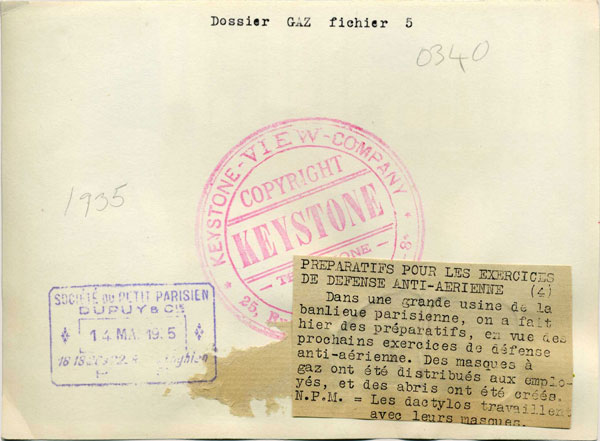 Dossier GAZ fichier 5
0340
1935
KEYSTONE-VIEW-COMPANY
COPYRIGHT
KEYSTONE
25, R
SOCIÉTÉ DU PETIT PARISIEN
DUPUY & Cie
14 MA 1935
PREPARATIFS POUR LES EXERCICES
DE DEFENSE ANTI-AERIENNE (4)
Dans une grande usine de la
banlieue parisienne, on a fait
hier des préparatifs, en vue des
prochains exercices de défense
anti-aérienne. Des masques à
gaz ont été distribués aux emplo-
yés, et des abris ont été créés.
N.P.M. = Les dactylos travaillent
avec leurs masques.